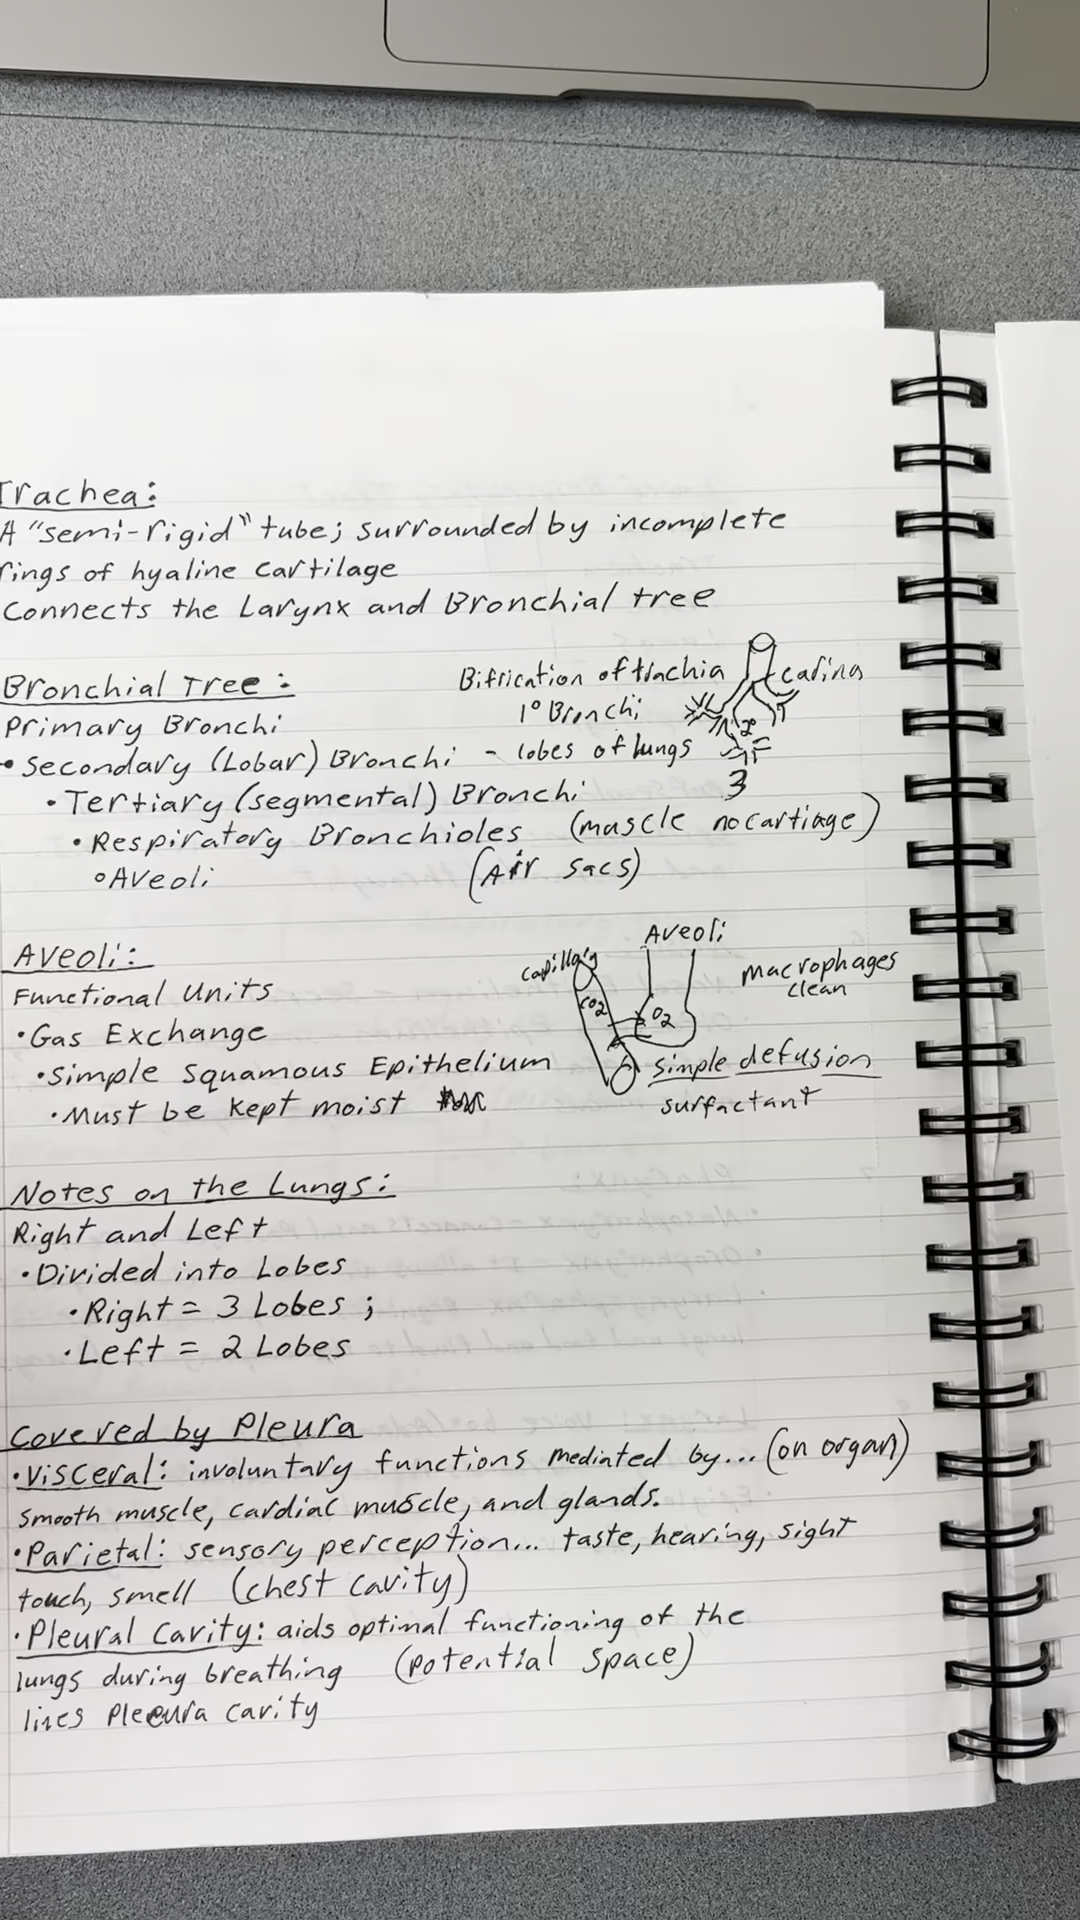 Trachea:
A "semi-rigid" tube; surrounded by incomplete
rings of hyaline cartilage
Connects the Larynx and Bronchial tree
Bronchial Tree:
Bifrication of trachia
carina
Primary Bronchi
1° Bronchi
2°
• Secondary (Lobar) Bronchi - lobes of lungs
3
• Tertiary (segmental) Bronchi
• Respiratory Bronchioles (muscle no cartiage)
◦ Aveoli (Air sacs)
Aveoli:
Functional Units
• Gas Exchange
• Simple Squamous Epithelium
• Must be kept moist
Aveoli
Capillary
CO2
O2
macrophages
clean
simple defusion
surfactant
Notes on the Lungs:
Right and Left
• Divided into Lobes
• Right = 3 Lobes ;
• Left = 2 Lobes
Covered by Pleura
• Visceral: involuntary functions mediated by... (on organ)
smooth muscle, cardial muscle, and glands.
• Parietal: sensory perception... taste, hearing, sight
touch, smell (chest cavity)
• Pleural Cavity: aids optimal functioning of the
lungs during breathing (potential space)
lines Pleeura cavity